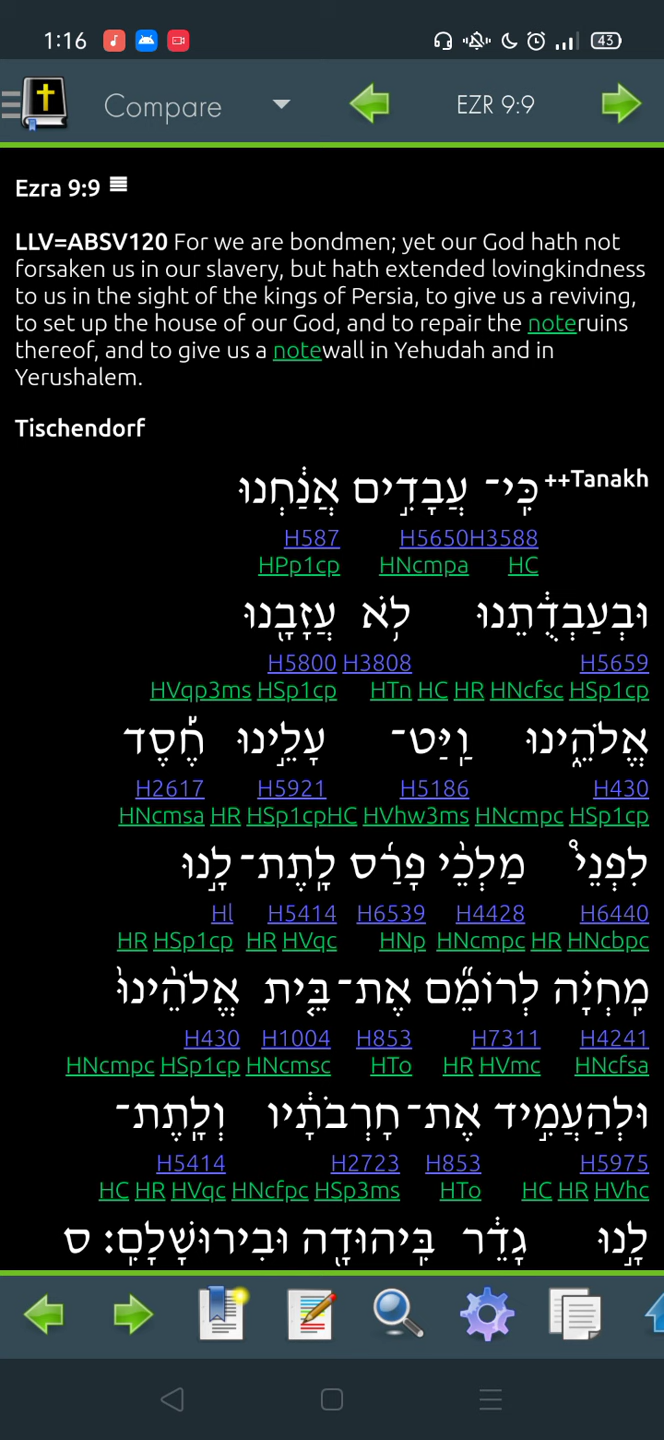 1:16 43
Compare EZR 9:9
Ezra 9:9
LLV=ABSV120 For we are bondmen; yet our God hath not
forsaken us in our slavery, but hath extended lovingkindness
to us in the sight of the kings of Persia, to give us a reviving,
to set up the house of our God, and to repair the noteruins
thereof, and to give us a notewall in Yehudah and in
Yerushalem.
Tischendorf
++Tanakh כִּֽי־ עֲבָדִ֣ים אֲנַ֔חְנוּ
H587 H5650H3588
HPp1cp HNcmpa HC
וּבְעַבְדֻ֔תֵנוּ לֹ֥א עֲזָבָ֖נוּ
H5800 H3808 H5659
HVqp3ms HSp1cp HTn HC HR HNcfsc HSp1cp
אֱלֹהֵ֑ינוּ וַֽיַּט־ עָלֵ֣ינוּ חֶ֡סֶד
H2617 H5921 H5186 H430
HNcmsa HR HSp1cpHC HVhw3ms HNcmpc HSp1cp
לִפְנֵי֩ מַלְכֵ֨י פָרַ֜ס לָֽתֶת־ לָ֣נוּ
Hl H5414 H6539 H4428 H6440
HR HSp1cp HR HVqc HNp HNcmpc HR HNcbpc
מִֽחְיָ֗ה לְרוֹמֵ֞ם אֶת־ בֵּ֤ית אֱלֹהֵ֙ינוּ֙
H430 H1004 H853 H7311 H4241
HNcmpc HSp1cp HNcmsc HTo HR HVmc HNcfsa
וּלְהַעֲמִ֣יד אֶת־ חָרְבֹתָ֔יו וְלָֽתֶת־
H5414 H2723 H853 H5975
HC HR HVqc HNcfpc HSp3ms HTo HC HR HVhc
לָ֣נוּ גָדֵ֔ר בִּֽיהוּדָ֖ה וּבִירוּשָׁלִָֽם׃ ס